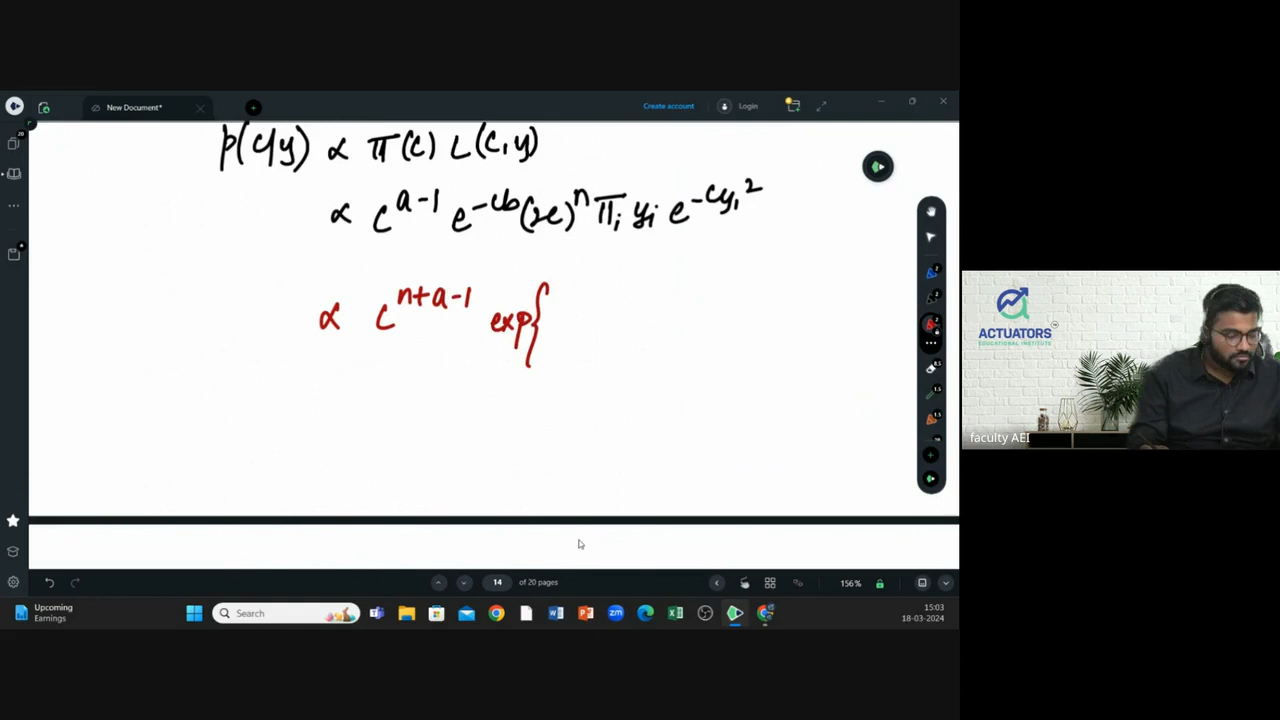 New Document*
Create account
Login
20
p(c|y) ∝ π(c) L(c,y)
∝ c^{a-1} e^{-cb} (2c)^n π_i y_i e^{-cy_i^2}
∝ c^{n+a-1} exp{
ACTUATORS
EDUCATIONAL INSTITUTE
faculty AEI
14 of 20 pages
156%
Upcoming
Earnings
Search
15:03
18-03-2024